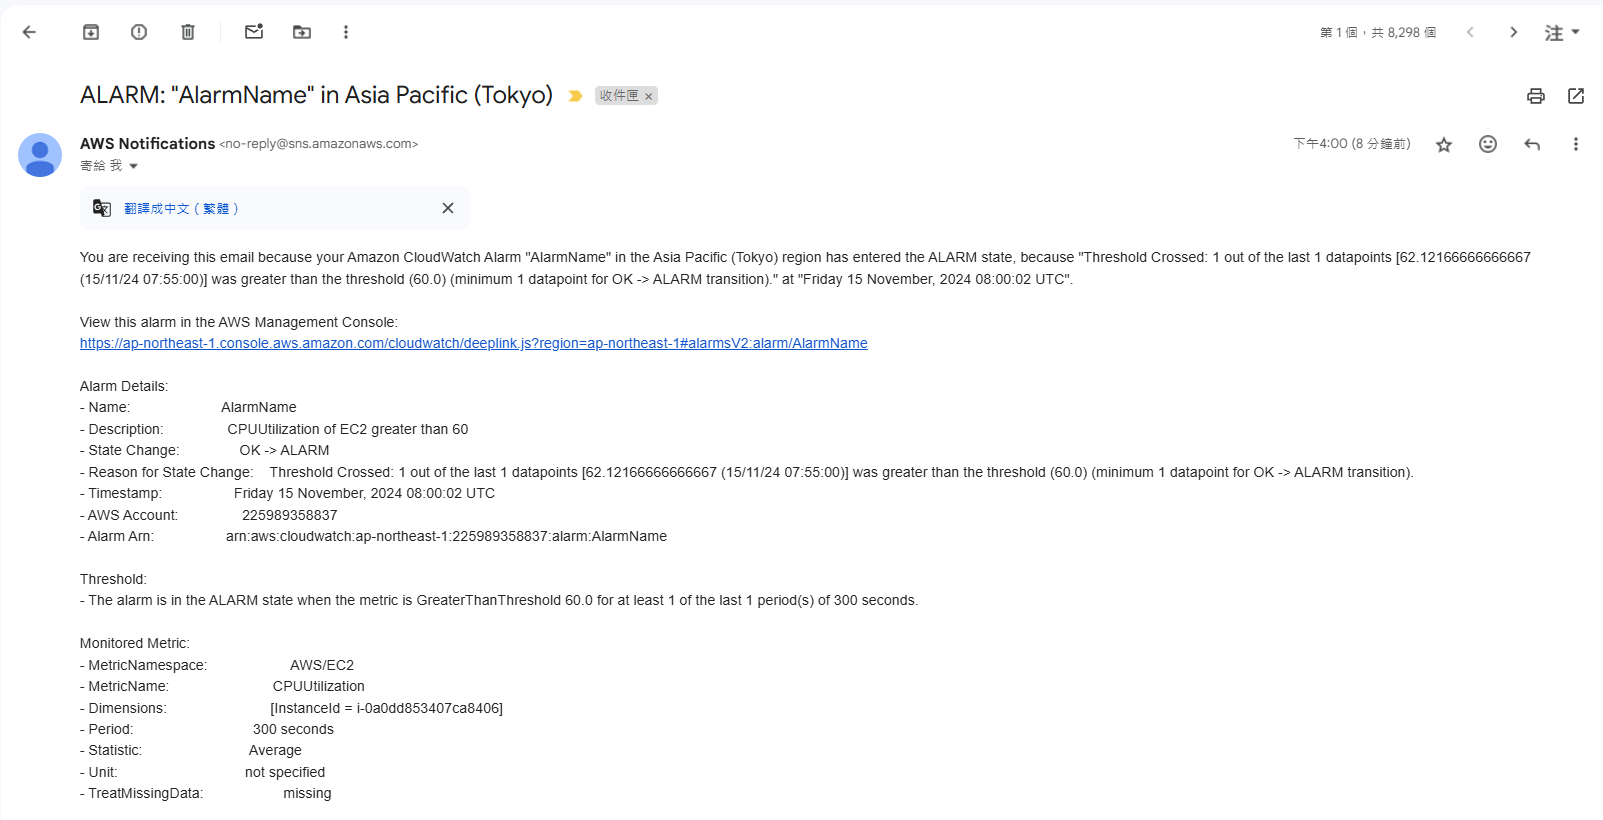 第 1 個，共 8,298 個
注
ALARM: "AlarmName" in Asia Pacific (Tokyo)
收件匣 ×
AWS Notifications <no-reply@sns.amazonaws.com>
下午4:00 (8 分鐘前)
寄給 我
翻譯成中文 ( 繁體 )
You are receiving this email because your Amazon CloudWatch Alarm "AlarmName" in the Asia Pacific (Tokyo) region has entered the ALARM state, because "Threshold Crossed: 1 out of the last 1 datapoints [62.12166666666667
(15/11/24 07:55:00)] was greater than the threshold (60.0) (minimum 1 datapoint for OK -> ALARM transition)." at "Friday 15 November, 2024 08:00:02 UTC".
View this alarm in the AWS Management Console:
https://ap-northeast-1.console.aws.amazon.com/cloudwatch/deeplink.js?region=ap-northeast-1#alarmsV2:alarm/AlarmName
Alarm Details:
- Name: AlarmName
- Description: CPUUtilization of EC2 greater than 60
- State Change: OK -> ALARM
- Reason for State Change: Threshold Crossed: 1 out of the last 1 datapoints [62.12166666666667 (15/11/24 07:55:00)] was greater than the threshold (60.0) (minimum 1 datapoint for OK -> ALARM transition).
- Timestamp: Friday 15 November, 2024 08:00:02 UTC
- AWS Account: 225989358837
- Alarm Arn: arn:aws:cloudwatch:ap-northeast-1:225989358837:alarm:AlarmName
Threshold:
- The alarm is in the ALARM state when the metric is GreaterThanThreshold 60.0 for at least 1 of the last 1 period(s) of 300 seconds.
Monitored Metric:
- MetricNamespace: AWS/EC2
- MetricName: CPUUtilization
- Dimensions: [InstanceId = i-0a0dd853407ca8406]
- Period: 300 seconds
- Statistic: Average
- Unit: not specified
- TreatMissingData: missing